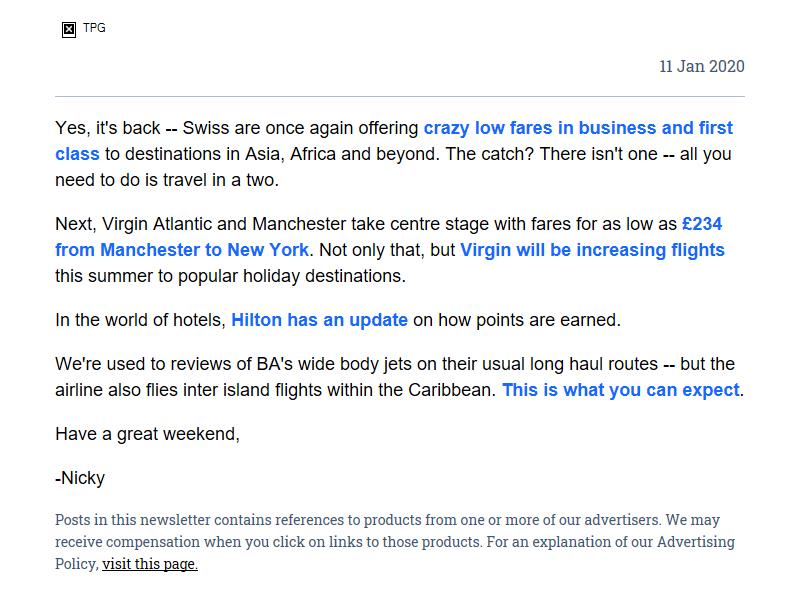 TPG
11 Jan 2020
Yes, it's back -- Swiss are once again offering crazy low fares in business and first
class to destinations in Asia, Africa and beyond. The catch? There isn't one -- all you
need to do is travel in a two.
Next, Virgin Atlantic and Manchester take centre stage with fares for as low as £234
from Manchester to New York. Not only that, but Virgin will be increasing flights
this summer to popular holiday destinations.
In the world of hotels, Hilton has an update on how points are earned.
We're used to reviews of BA's wide body jets on their usual long haul routes -- but the
airline also flies inter island flights within the Caribbean. This is what you can expect.
Have a great weekend,
-Nicky
Posts in this newsletter contains references to products from one or more of our advertisers. We may
receive compensation when you click on links to those products. For an explanation of our Advertising
Policy, visit this page.